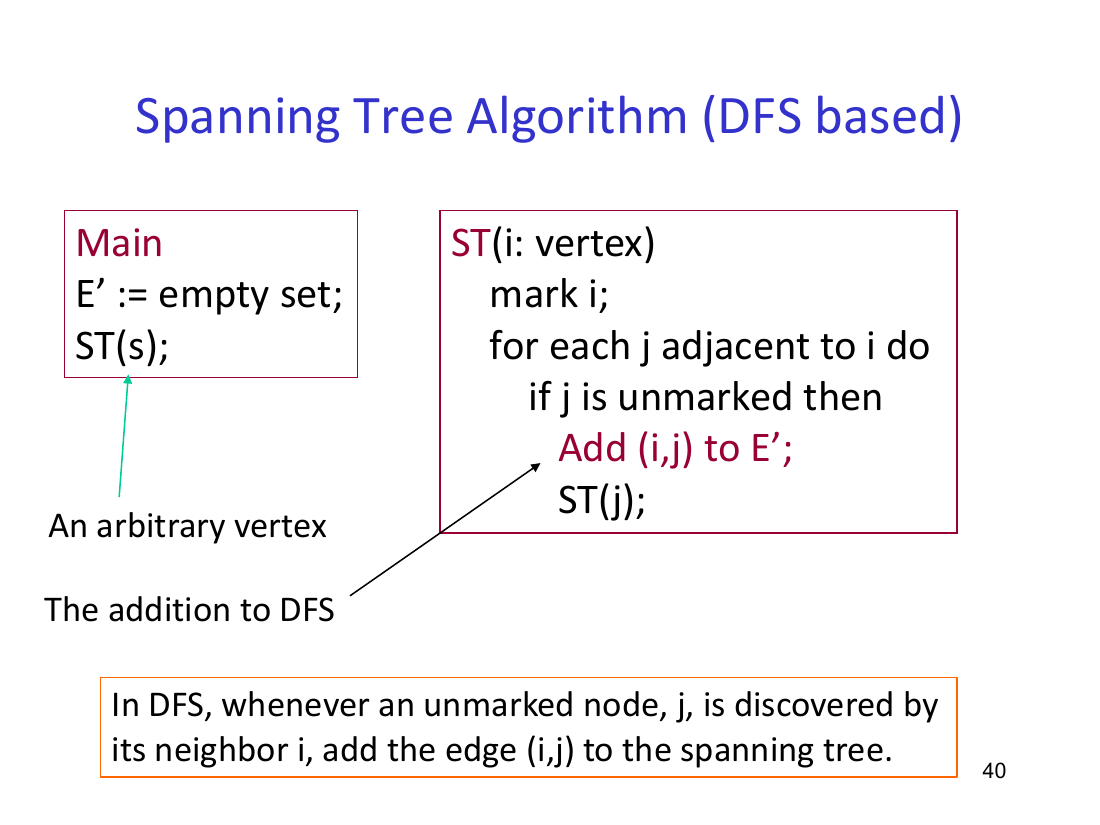 Spanning Tree Algorithm (DFS based)
Main
E’ := empty set;
ST(s);
ST(i: vertex)
mark i;
for each j adjacent to i do
if j is unmarked then
Add (i,j) to E’;
ST(j);
An arbitrary vertex
The addition to DFS
In DFS, whenever an unmarked node, j, is discovered by
its neighbor i, add the edge (i,j) to the spanning tree.
40